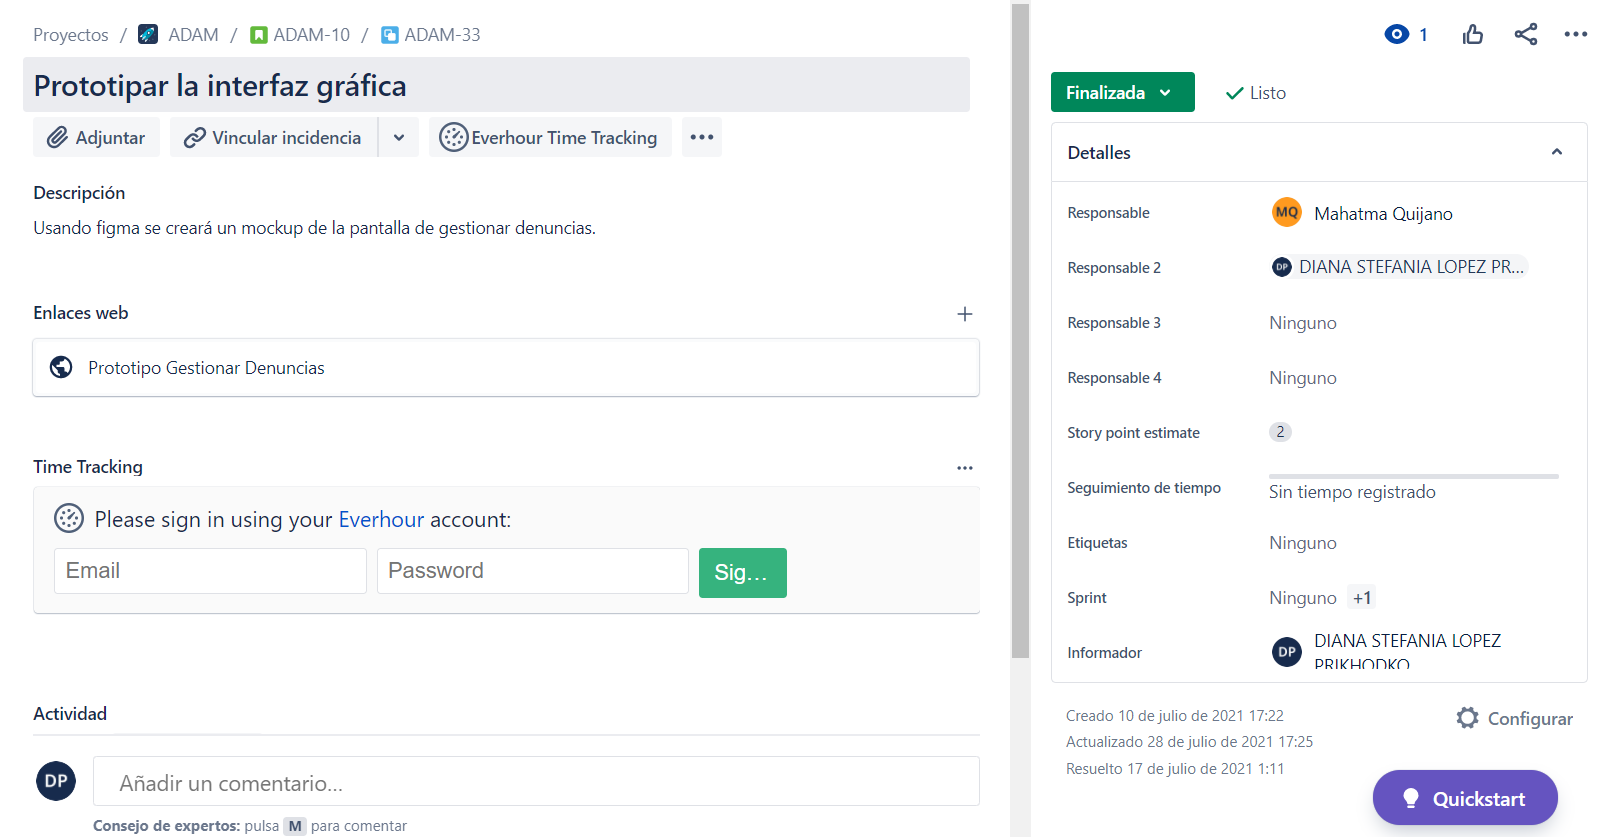 Proyectos / ADAM / ADAM-10 / ADAM-33
1
Prototipar la interfaz gráfica
Finalizada
Listo
Adjuntar
Vincular incidencia
Everhour Time Tracking
Detalles
Descripción
Usando figma se creará un mockup de la pantalla de gestionar denuncias.
Responsable
MQ Mahatma Quijano
Responsable 2
DP DIANA STEFANIA LOPEZ PR...
Enlaces web
Responsable 3
Ninguno
Prototipo Gestionar Denuncias
Responsable 4
Ninguno
Story point estimate
2
Time Tracking
Seguimiento de tiempo
Sin tiempo registrado
Please sign in using your Everhour account:
Email
Password
Sig...
Etiquetas
Ninguno
Sprint
Ninguno +1
Informador
DP DIANA STEFANIA LOPEZ
PRIKHODKO
Actividad
Creado 10 de julio de 2021 17:22
Configurar
Actualizado 28 de julio de 2021 17:25
Resuelto 17 de julio de 2021 1:11
DP
Añadir un comentario...
Quickstart
Consejo de expertos: pulsa M para comentar